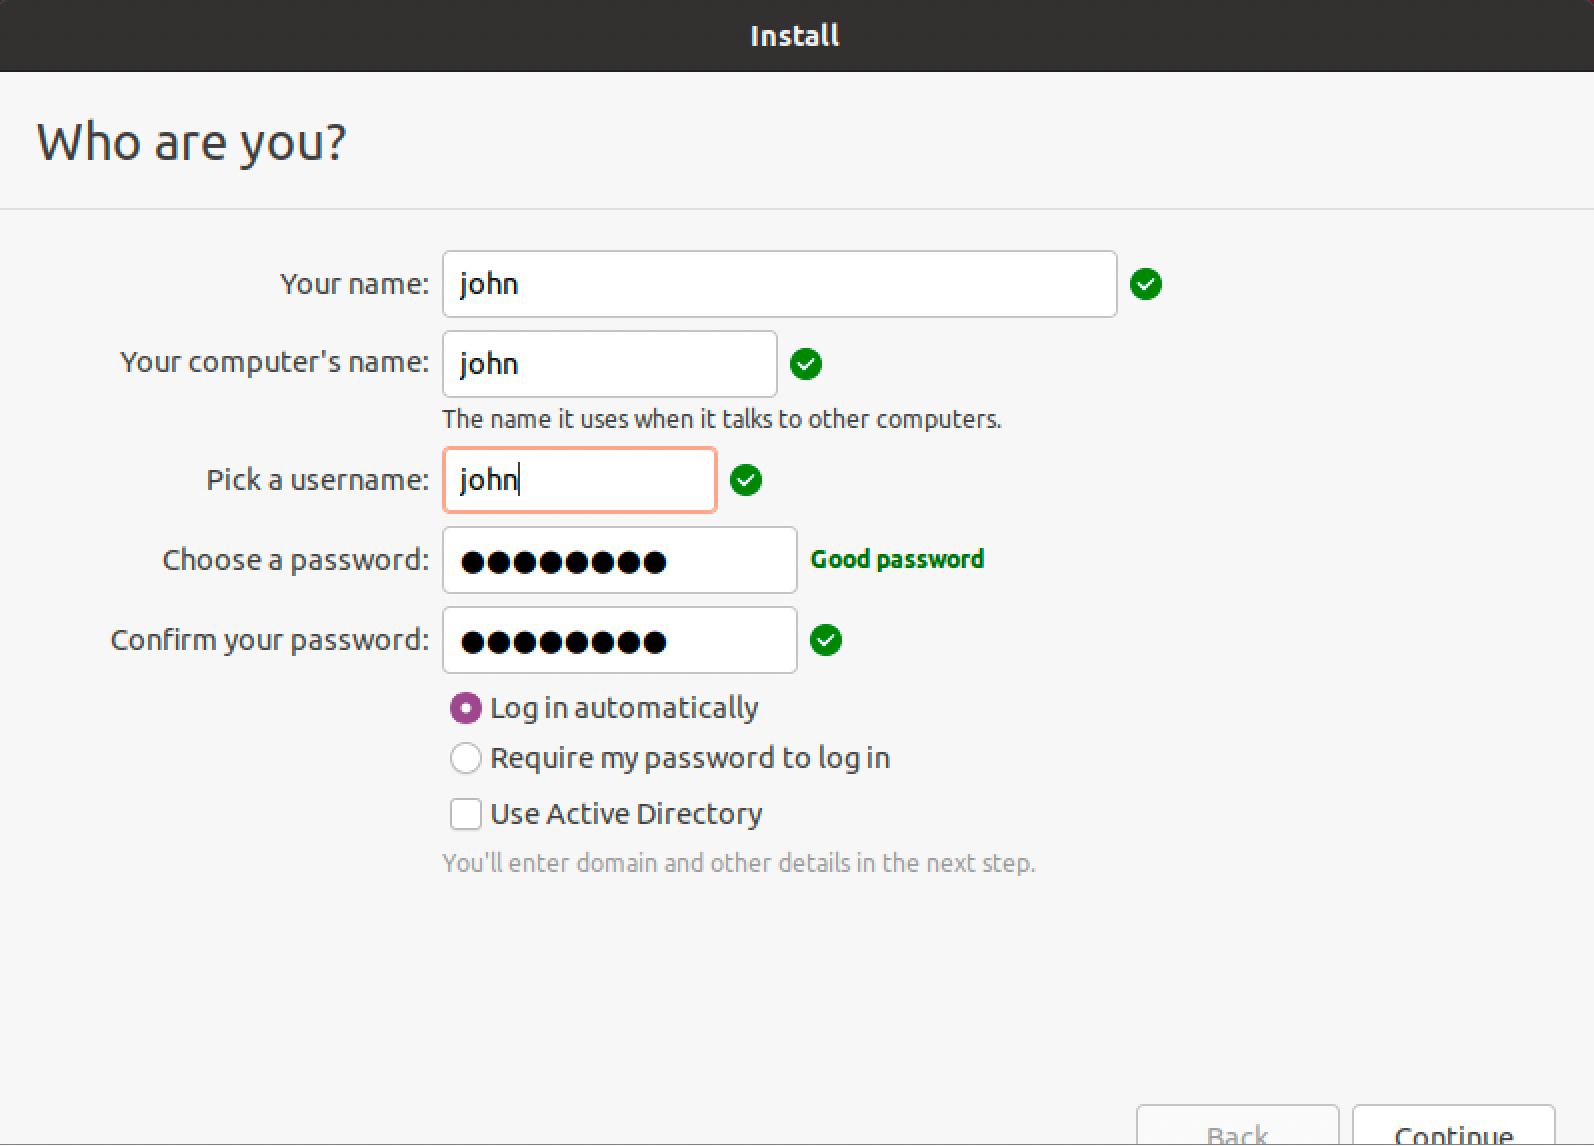 Install
Who are you?
Your name: john
Your computer's name: john
The name it uses when it talks to other computers.
Pick a username: john
Choose a password: ●●●●●●●● Good password
Confirm your password: ●●●●●●●●
Log in automatically
Require my password to log in
Use Active Directory
You'll enter domain and other details in the next step.
Back Continue